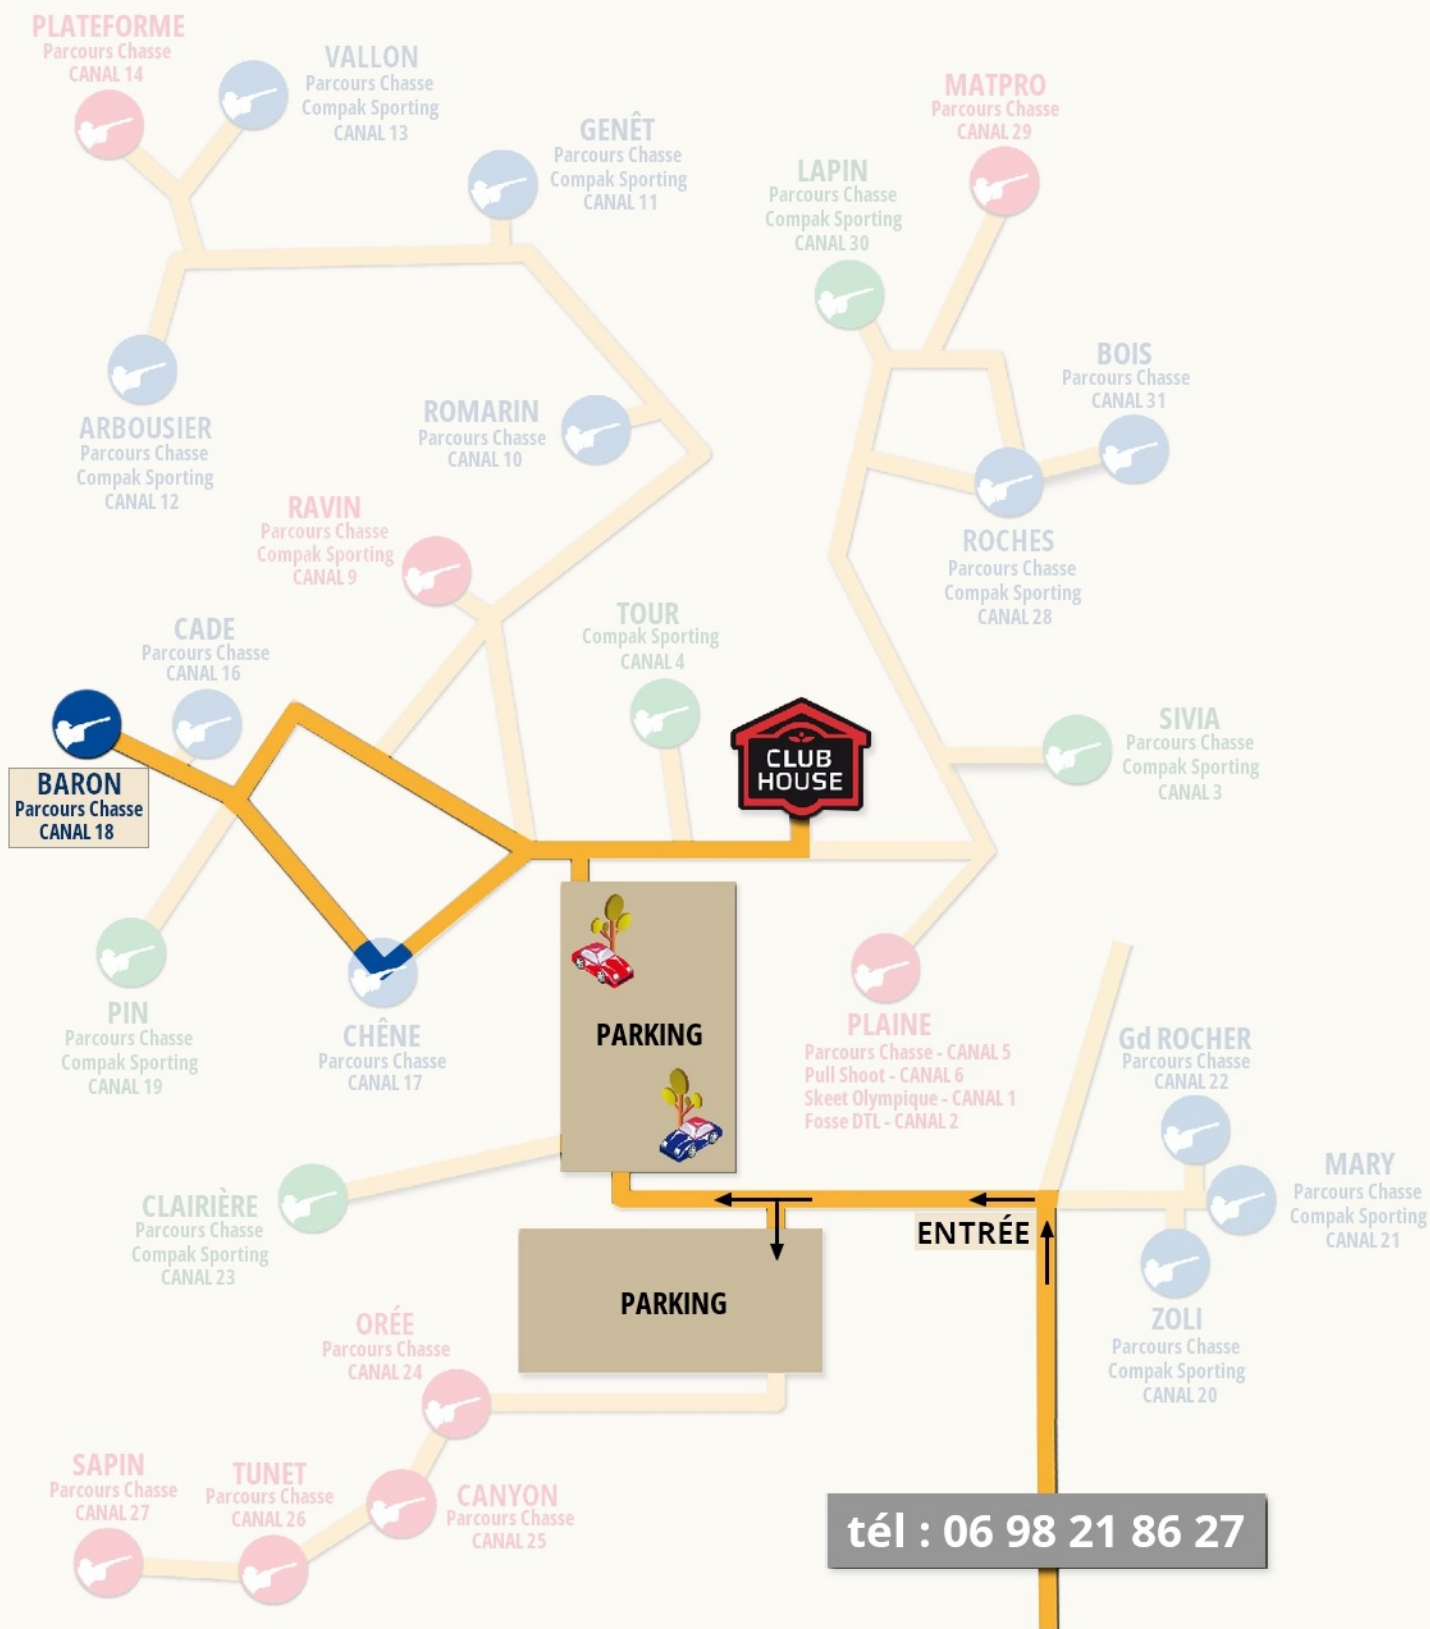 PLATEFORME
Parcours Chasse
CANAL 14
VALLON
Parcours Chasse
Compak Sporting
CANAL 13
GENÊT
Parcours Chasse
Compak Sporting
CANAL 11
MATPRO
Parcours Chasse
CANAL 29
LAPIN
Parcours Chasse
Compak Sporting
CANAL 30
BOIS
Parcours Chasse
CANAL 31
ARBOUSIER
Parcours Chasse
Compak Sporting
CANAL 12
ROMARIN
Parcours Chasse
CANAL 10
RAVIN
Parcours Chasse
Compak Sporting
CANAL 9
ROCHES
Parcours Chasse
Compak Sporting
CANAL 28
CADE
Parcours Chasse
CANAL 16
TOUR
Compak Sporting
CANAL 4
CLUB
HOUSE
SIVIA
Parcours Chasse
Compak Sporting
CANAL 3
BARON
Parcours Chasse
CANAL 18
PIN
Parcours Chasse
Compak Sporting
CANAL 19
CHÊNE
Parcours Chasse
CANAL 17
PARKING
PLAINE
Parcours Chasse - CANAL 5
Pull Shoot - CANAL 6
Skeet Olympique - CANAL 1
Fosse DTL - CANAL 2
Gd ROCHER
Parcours Chasse
CANAL 22
MARY
Parcours Chasse
Compak Sporting
CANAL 21
CLAIRIÈRE
Parcours Chasse
Compak Sporting
CANAL 23
ENTRÉE
PARKING
ZOLI
Parcours Chasse
Compak Sporting
CANAL 20
ORÉE
Parcours Chasse
CANAL 24
SAPIN
Parcours Chasse
CANAL 27
TUNET
Parcours Chasse
CANAL 26
CANYON
Parcours Chasse
CANAL 25
tél : 06 98 21 86 27